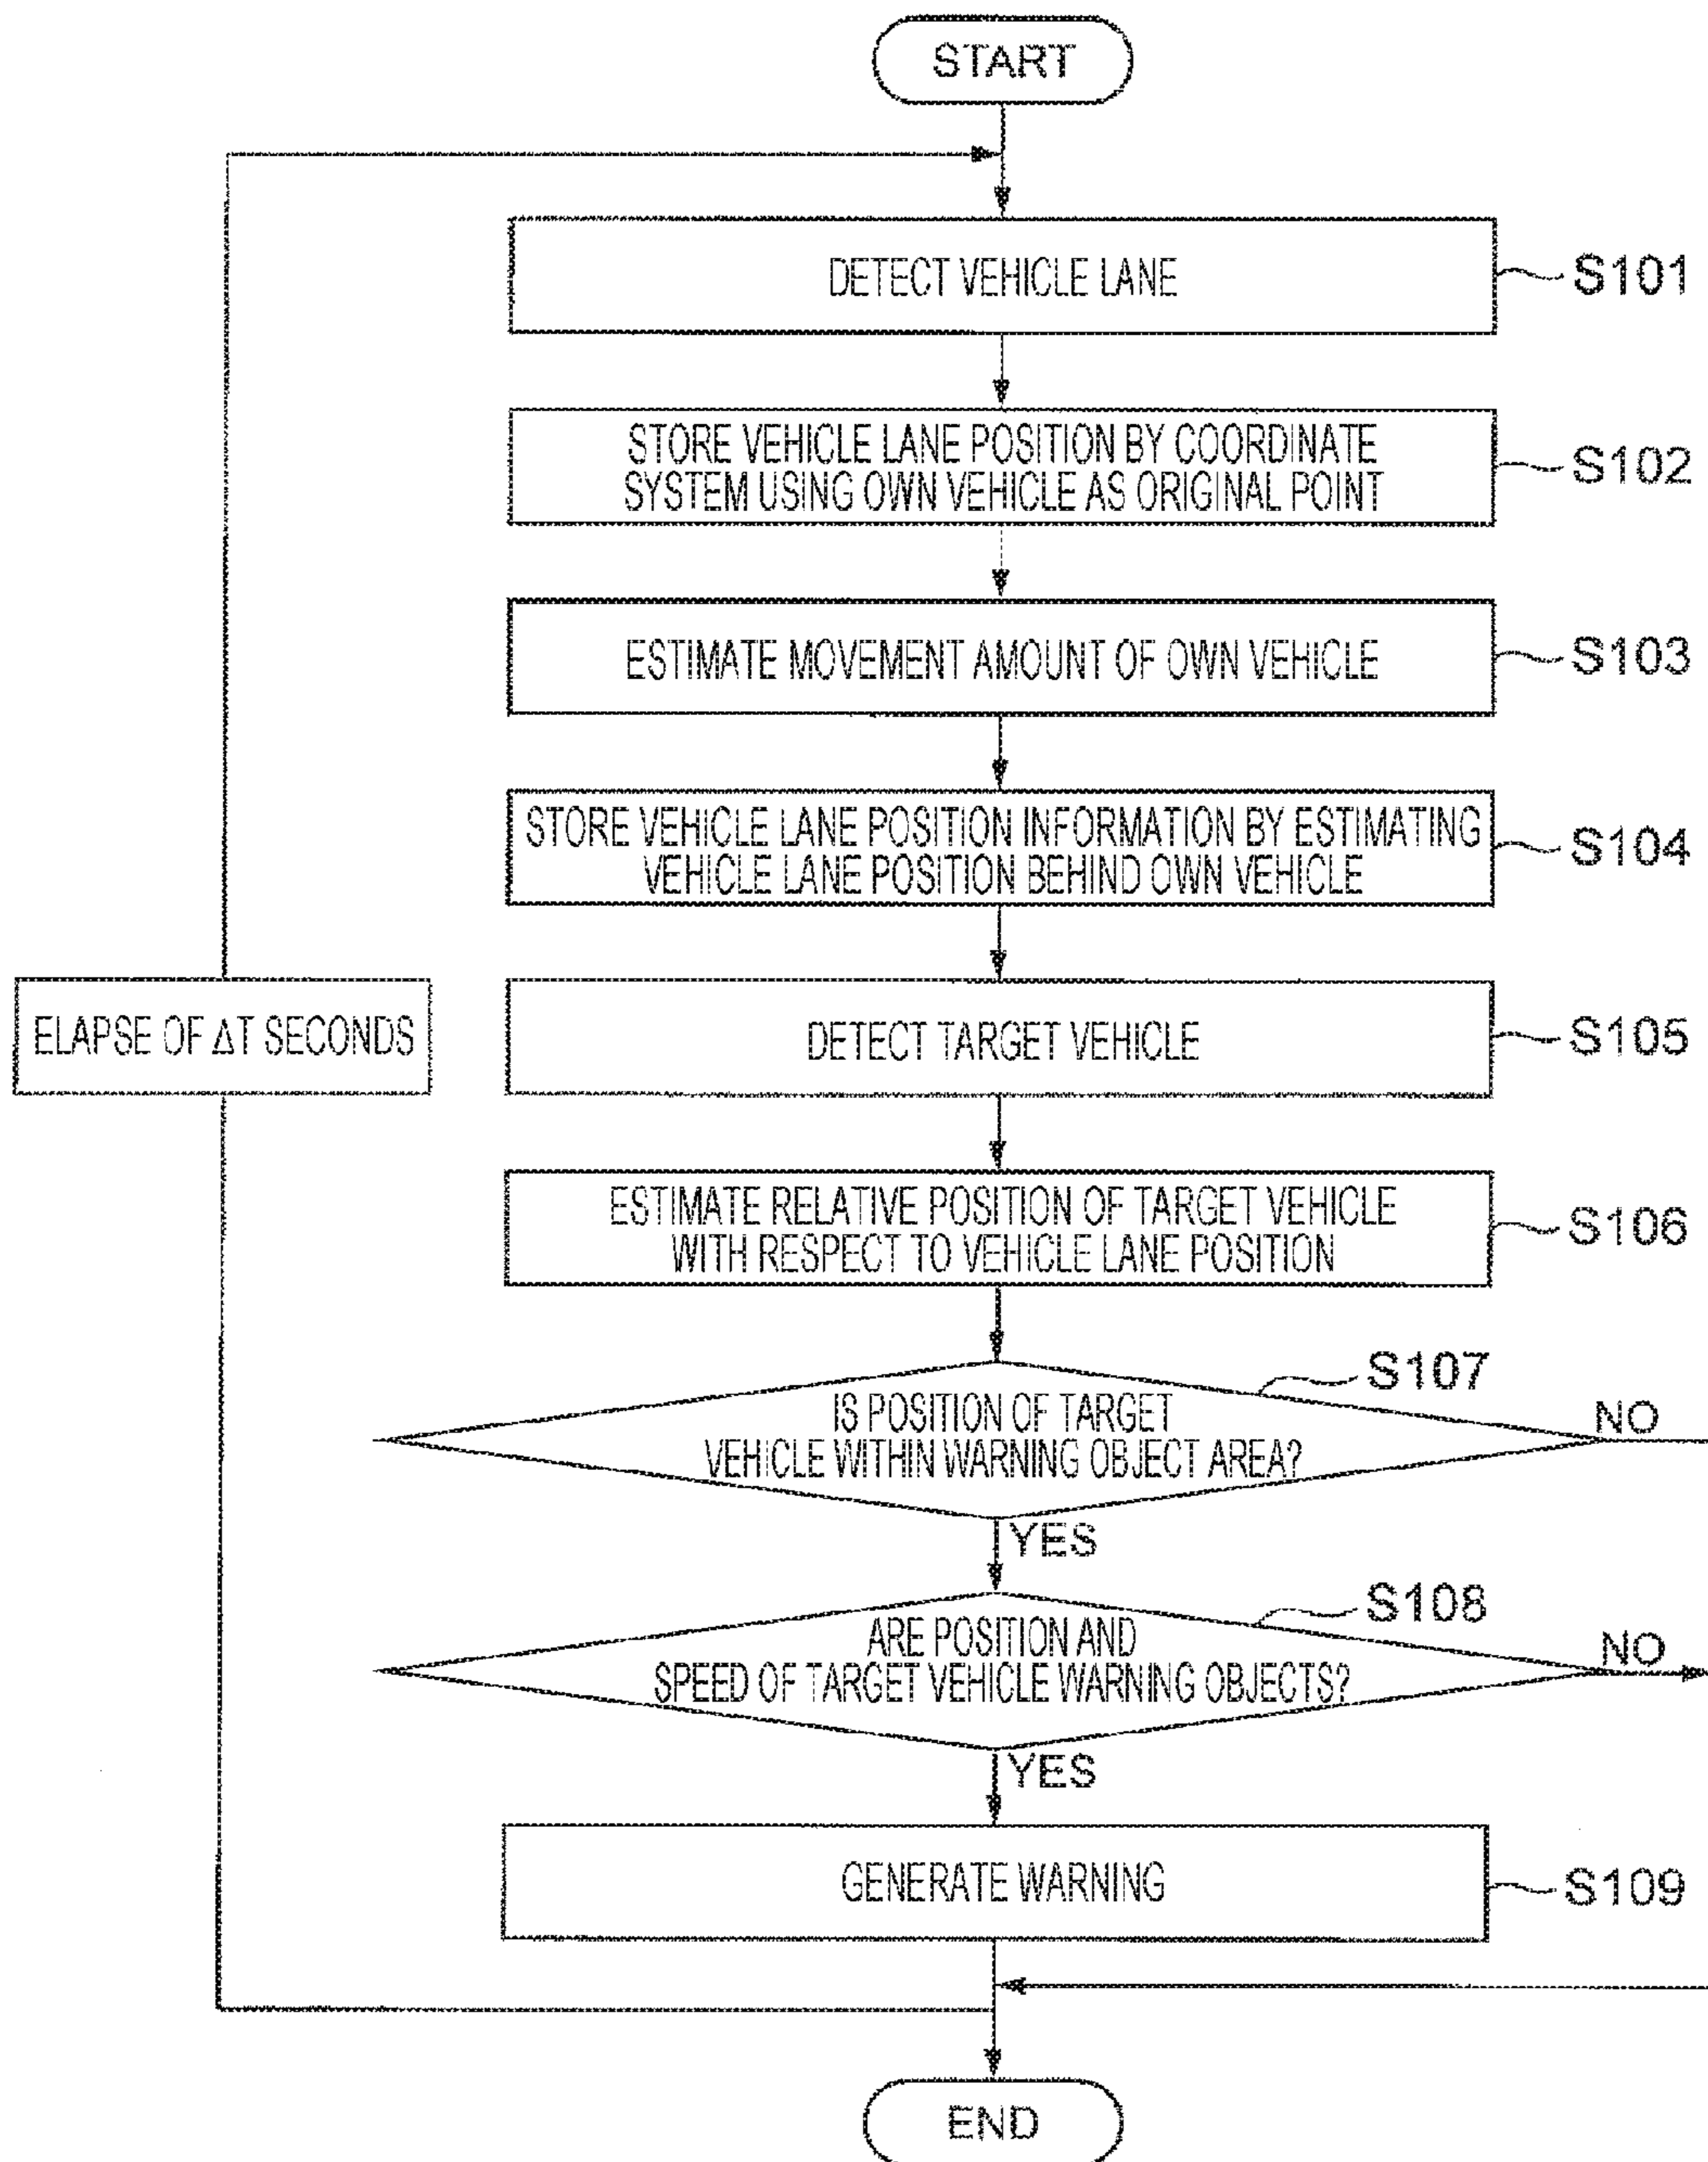 START
DETECT VEHICLE LANE
S101
STORE VEHICLE LANE POSITION BY COORDINATE
SYSTEM USING OWN VEHICLE AS ORIGINAL POINT
S102
ESTIMATE MOVEMENT AMOUNT OF OWN VEHICLE
S103
STORE VEHICLE LANE POSITION INFORMATION BY ESTIMATING
VEHICLE LANE POSITION BEHIND OWN VEHICLE
S104
ELAPSE OF ΔT SECONDS
DETECT TARGET VEHICLE
S105
ESTIMATE RELATIVE POSITION OF TARGET VEHICLE
WITH RESPECT TO VEHICLE LANE POSITION
S106
S107
IS POSITION OF TARGET
VEHICLE WITHIN WARNING OBJECT AREA?
NO
YES
S108
ARE POSITION AND
SPEED OF TARGET VEHICLE WARNING OBJECTS?
NO
YES
GENERATE WARNING
S109
END